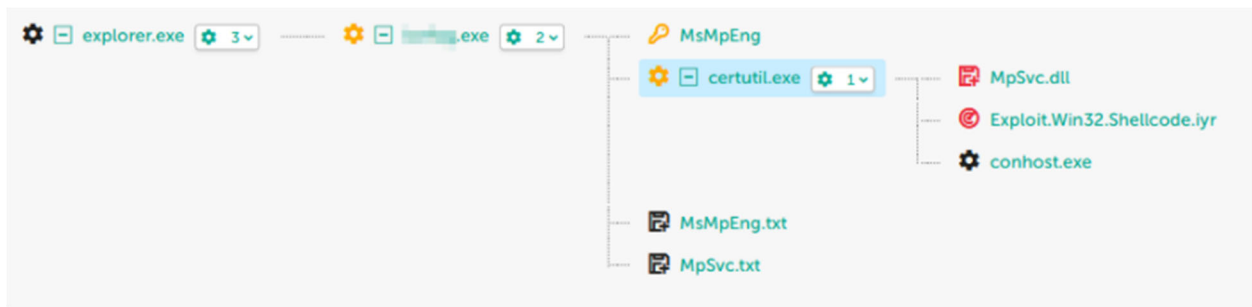 explorer.exe 3 .exe 2 MsMpEng
certutil.exe 1 MpSvc.dll
Exploit.Win32.Shellcode.iyr
conhost.exe
MsMpEng.txt
MpSvc.txt